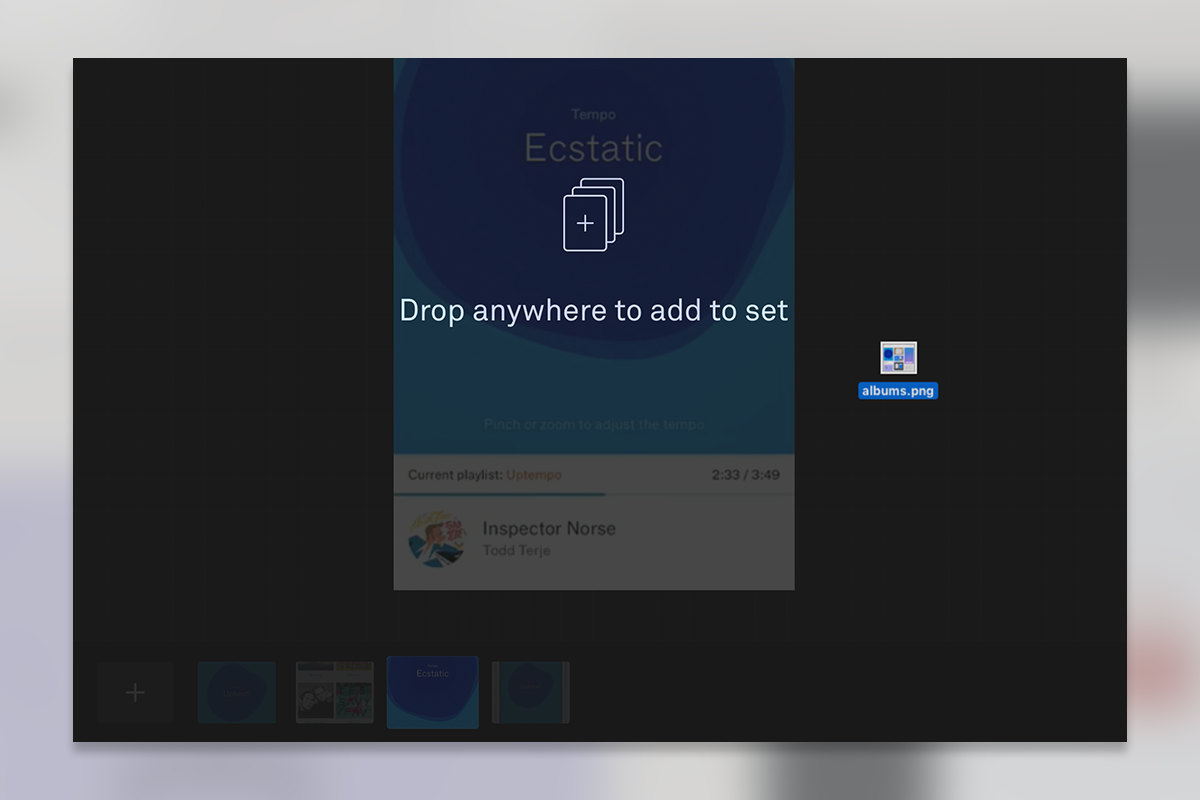 Tempo
Ecstatic
Drop anywhere to add to set
albums.png
Pinch or zoom to adjust the tempo
Current playlist: Uptempo
2:33 / 3:49
Inspector Norse
Todd Terje
Ecstatic